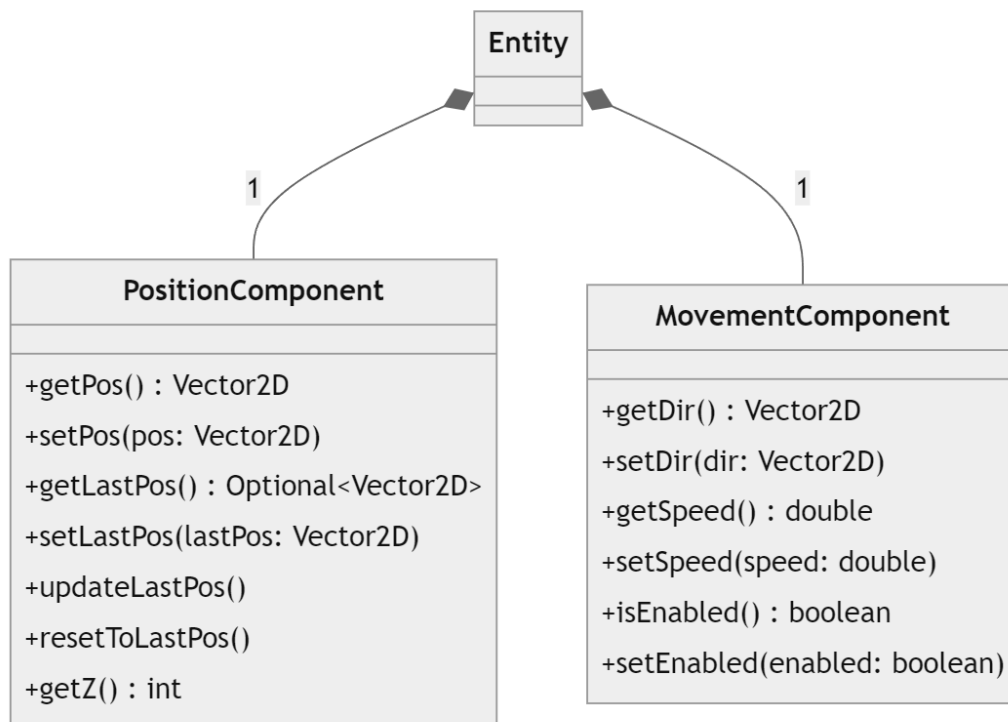 Entity
1
1
PositionComponent
+getPos() : Vector2D
+setPos(pos: Vector2D)
+getLastPos() : Optional<Vector2D>
+setLastPos(lastPos: Vector2D)
+updateLastPos()
+resetToLastPos()
+getZ() : int
MovementComponent
+getDir() : Vector2D
+setDir(dir: Vector2D)
+getSpeed() : double
+setSpeed(speed: double)
+isEnabled() : boolean
+setEnabled(enabled: boolean)